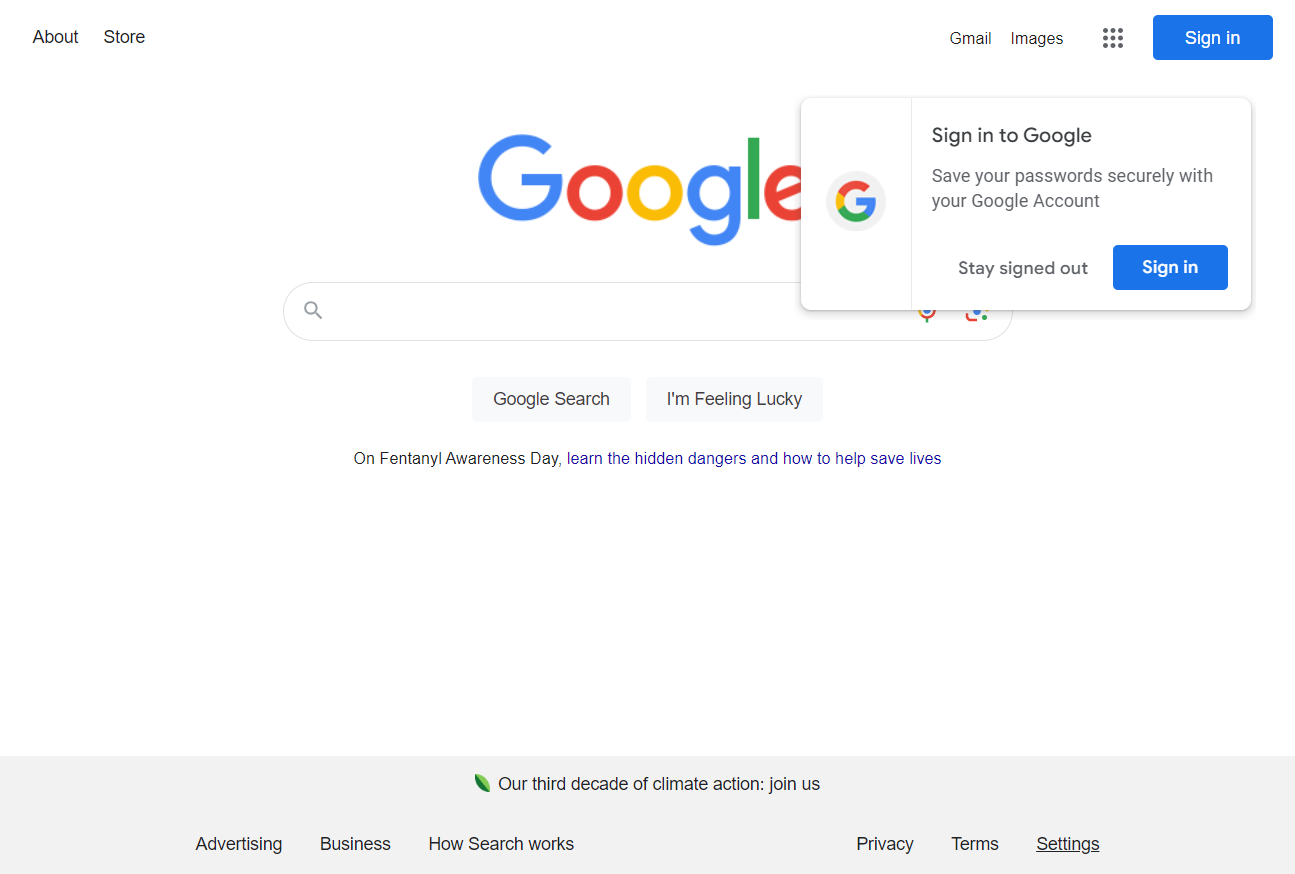 About Store Gmail Images Sign in
Google
Sign in to Google
Save your passwords securely with
your Google Account
Stay signed out Sign in
Google Search I'm Feeling Lucky
On Fentanyl Awareness Day, learn the hidden dangers and how to help save lives
Our third decade of climate action: join us
Advertising Business How Search works Privacy Terms Settings